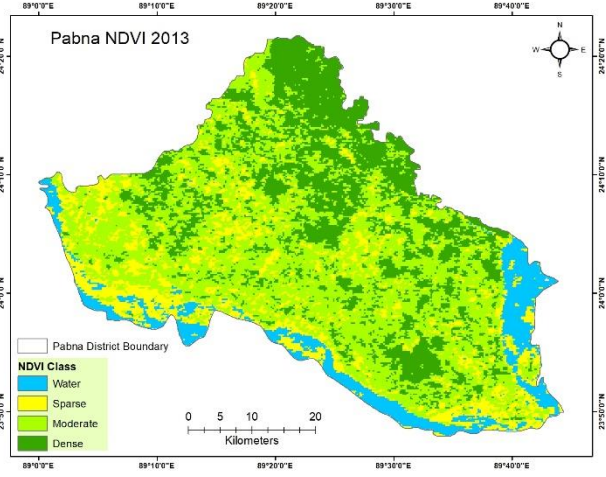 89°0'0"E 89°10'0"E 89°20'0"E 89°30'0"E 89°40'0"E
Pabna NDVI 2013
N
W E
S
24°20'0"N
24°20'0"N
24°10'0"N
24°10'0"N
24°0'0"N
24°0'0"N
Pabna District Boundary
NDVI Class
Water
Sparse
Moderate
Dense
0 5 10 20
Kilometers
23°50'0"N
23°50'0"N
89°0'0"E 89°10'0"E 89°20'0"E 89°30'0"E 89°40'0"E